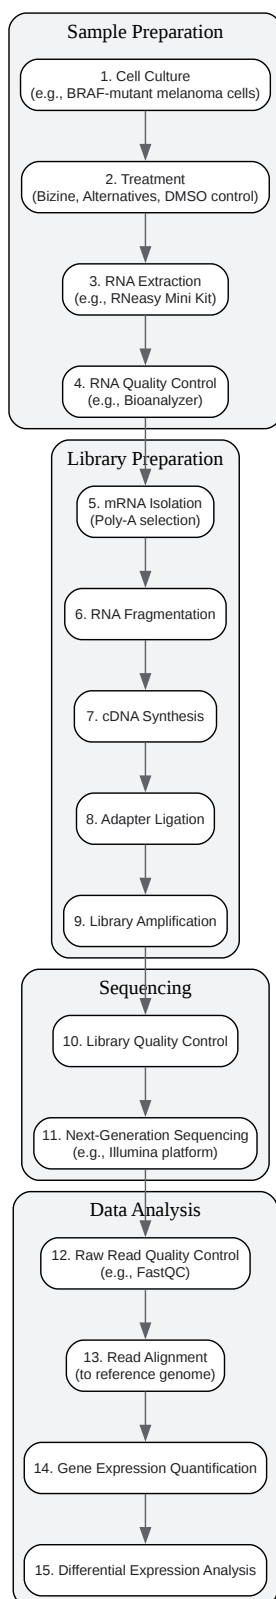 Sample Preparation
1. Cell Culture
(e.g., BRAF-mutant melanoma cells)
2. Treatment
(Bizine, Alternatives, DMSO control)
3. RNA Extraction
(e.g., RNeasy Mini Kit)
4. RNA Quality Control
(e.g., Bioanalyzer)
Library Preparation
5. mRNA Isolation
(Poly-A selection)
6. RNA Fragmentation
7. cDNA Synthesis
8. Adapter Ligation
9. Library Amplification
Sequencing
10. Library Quality Control
11. Next-Generation Sequencing
(e.g., Illumina platform)
Data Analysis
12. Raw Read Quality Control
(e.g., FastQC)
13. Read Alignment
(to reference genome)
14. Gene Expression Quantification
15. Differential Expression Analysis